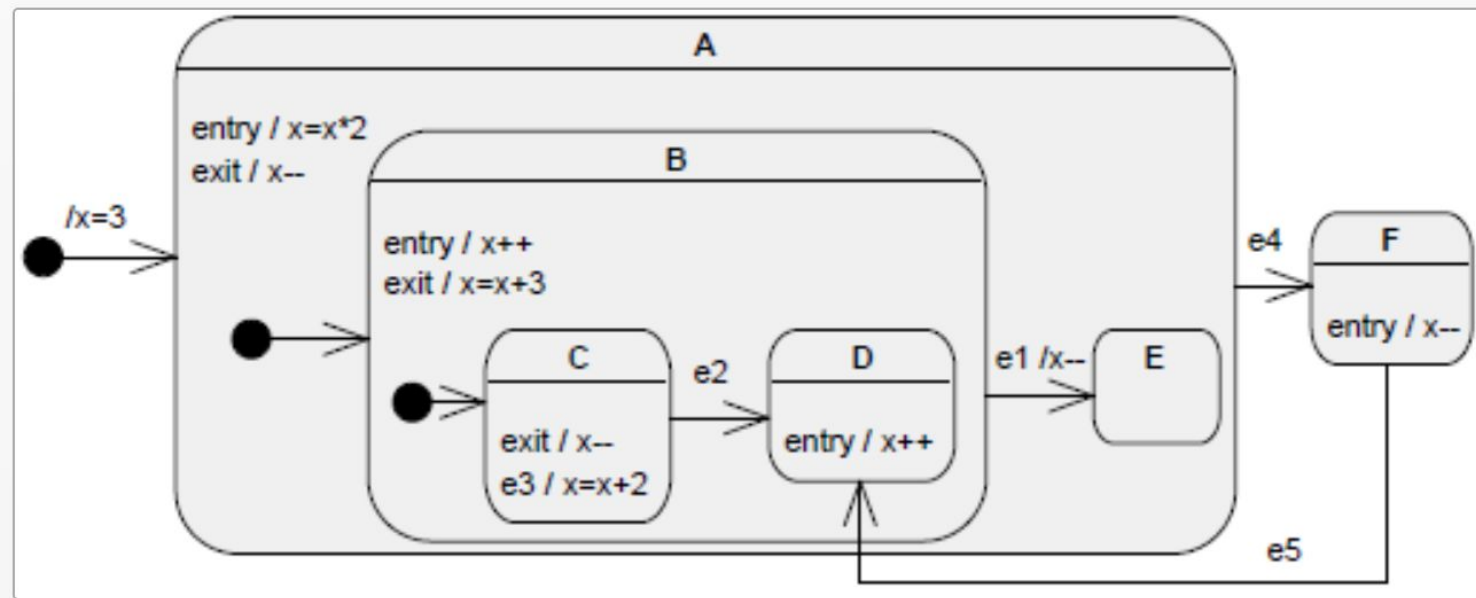 A
entry / x=x*2
exit / x--
/x=3
B
entry / x++
exit / x=x+3
C
exit / x--
e3 / x=x+2
e2
D
entry / x++
e1 /x--
E
e4
F
entry / x--
e5